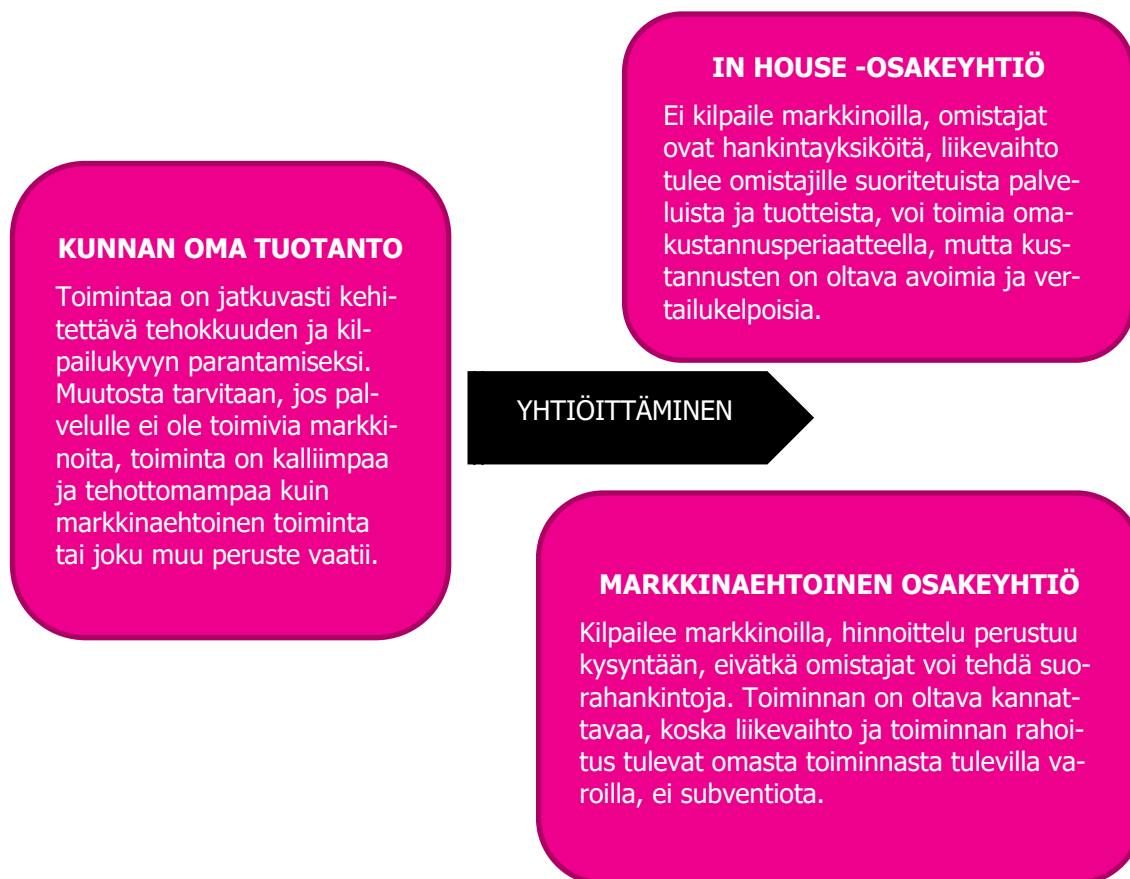 KUNNAN OMA TUOTANTO
Toimintaa on jatkuvasti kehi-
tettävä tehokkuuden ja kil-
pailukyvyn parantamiseksi.
Muutosta tarvitaan, jos pal-
velulle ei ole toimivia markki-
noita, toiminta on kalliimpaa
ja tehottomampaa kuin
markkinaehtoinen toiminta
tai joku muu peruste vaatii.
YHTIÖITTÄMINEN
IN HOUSE -OSAKEYHTIÖ
Ei kilpaile markkinoilla, omistajat
ovat hankintayksiköitä, liikevaihto
tulee omistajille suoritetuista palve-
luista ja tuotteista, voi toimia oma-
kustannusperiaatteella, mutta kus-
tannusten on oltava avoimia ja ver-
tailukelpoisia.
MARKKINAEHTOINEN OSAKEYHTIÖ
Kilpailee markkinoilla, hinnoittelu perustuu
kysyntään, eivätkä omistajat voi tehdä suo-
rahankintoja. Toiminnan on oltava kannat-
tavaa, koska liikevaihto ja toiminnan rahoi-
tus tulevat omasta toiminnasta tulevilla va-
roilla, ei subventiota.